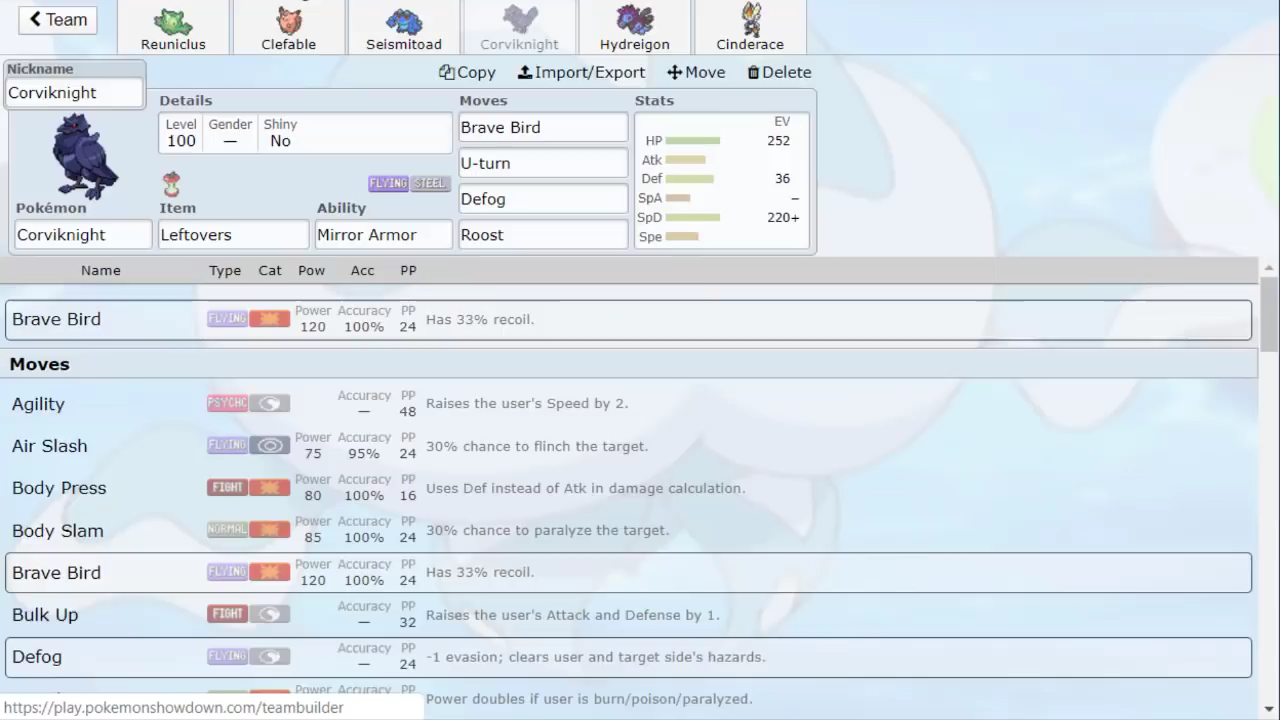 Team
Reuniclus
Clefable
Seismitoad
Corviknight
Hydreigon
Cinderace
Nickname
Corviknight
Copy
Import/Export
Move
Delete
Details
Moves
Stats
Level Gender Shiny
100 — No
Brave Bird
U-turn
Defog
Roost
EV
HP 252
Atk
Def 36
SpA –
SpD 220+
Spe
FLYING STEEL
Pokémon Item Ability
Corviknight Leftovers Mirror Armor
Name Type Cat Pow Acc PP
Brave Bird FLYING Power 120 Accuracy 100% PP 24 Has 33% recoil.
Moves
Agility PSYCHC Accuracy — PP 48 Raises the user's Speed by 2.
Air Slash FLYING Power 75 Accuracy 95% PP 24 30% chance to flinch the target.
Body Press FIGHT Power 80 Accuracy 100% PP 16 Uses Def instead of Atk in damage calculation.
Body Slam NORMAL Power 85 Accuracy 100% PP 24 30% chance to paralyze the target.
Brave Bird FLYING Power 120 Accuracy 100% PP 24 Has 33% recoil.
Bulk Up FIGHT Accuracy — PP 32 Raises the user's Attack and Defense by 1.
Defog FLYING Accuracy — PP 24 -1 evasion; clears user and target side's hazards.
Power Accuracy PP Power doubles if user is burn/poison/paralyzed.
https://play.pokemonshowdown.com/teambuilder